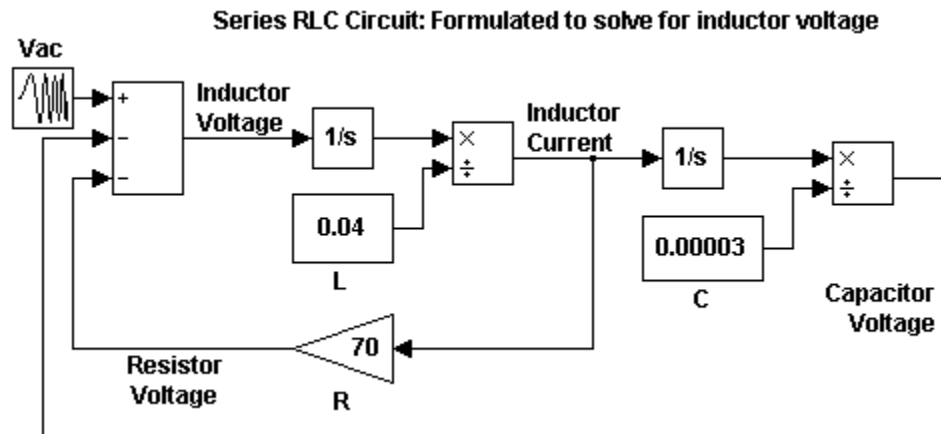 Series RLC Circuit: Formulated to solve for inductor voltage
Vac
+
−
−
Inductor
Voltage
1/s
×
÷
0.04
L
Inductor
Current
1/s
×
÷
0.00003
C
Capacitor
Voltage
70
R
Resistor
Voltage